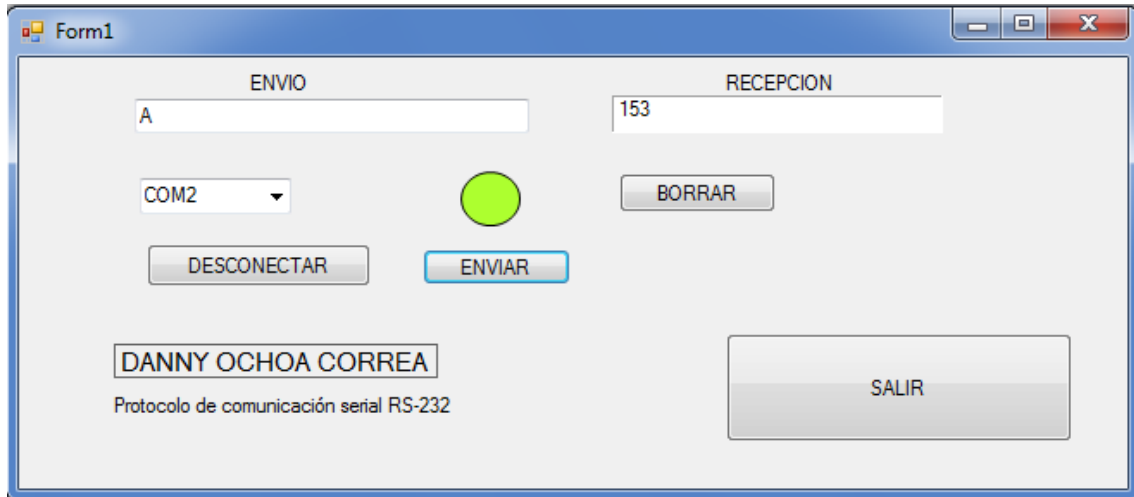 Form1
ENVIO
RECEPCION
A
153
COM2
BORRAR
DESCONECTAR
ENVIAR
DANNY OCHOA CORREA
SALIR
Protocolo de comunicación serial RS-232